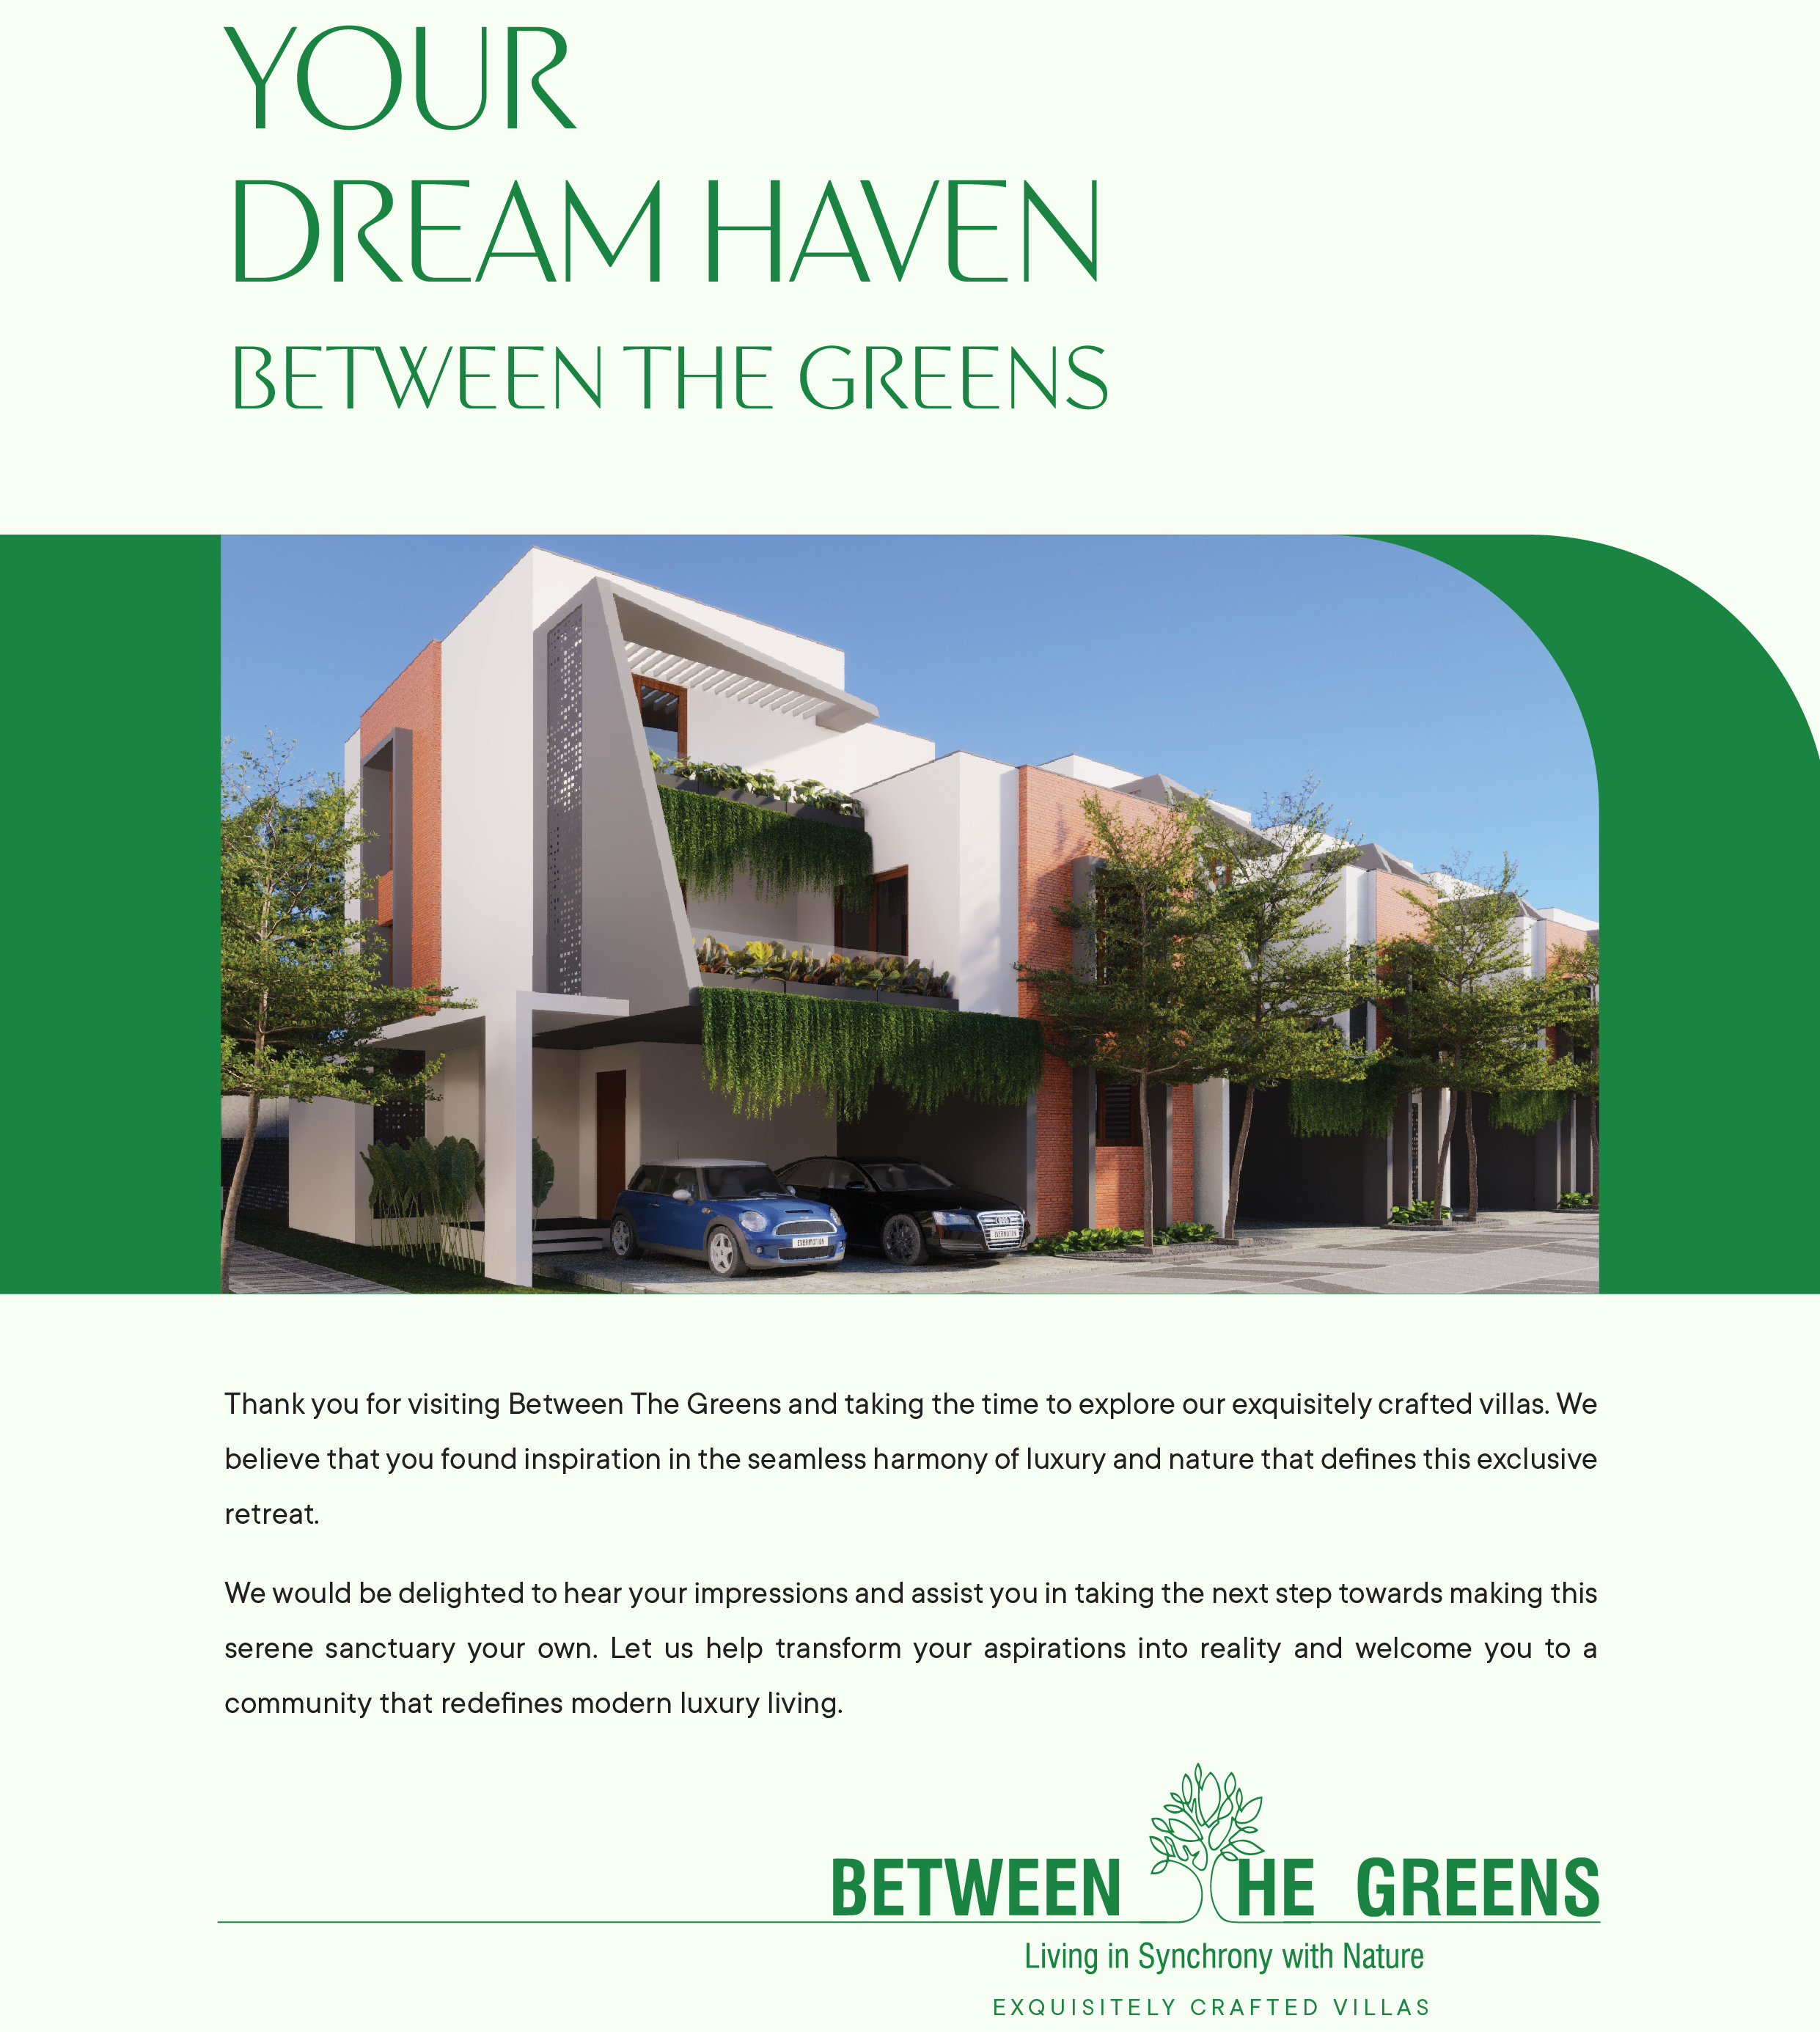 YOUR
DREAM HAVEN
BETWEEN THE GREENS
EVERMOTION
EVERMOTION
Thank you for visiting Between The Greens and taking the time to explore our exquisitely crafted villas. We
believe that you found inspiration in the seamless harmony of luxury and nature that defines this exclusive
retreat.
We would be delighted to hear your impressions and assist you in taking the next step towards making this
serene sanctuary your own. Let us help transform your aspirations into reality and welcome you to a
community that redefines modern luxury living.
BETWEEN THE GREENS
Living in Synchrony with Nature
EXQUISITELY CRAFTED VILLAS